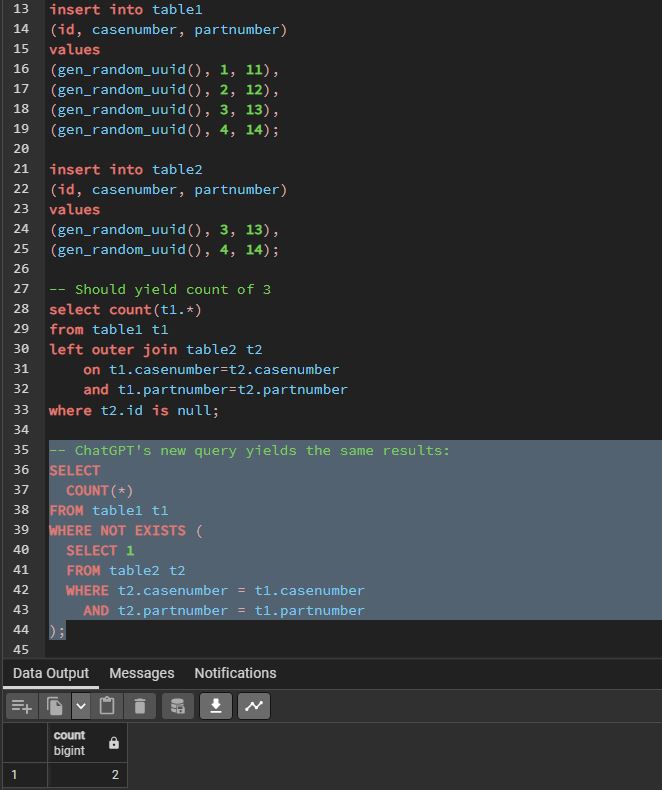 13 insert into table1
14 (id, casenumber, partnumber)
15 values
16 (gen_random_uuid(), 1, 11),
17 (gen_random_uuid(), 2, 12),
18 (gen_random_uuid(), 3, 13),
19 (gen_random_uuid(), 4, 14);
20
21 insert into table2
22 (id, casenumber, partnumber)
23 values
24 (gen_random_uuid(), 3, 13),
25 (gen_random_uuid(), 4, 14);
26
27 -- Should yield count of 3
28 select count(t1.*)
29 from table1 t1
30 left outer join table2 t2
31     on t1.casenumber=t2.casenumber
32     and t1.partnumber=t2.partnumber
33 where t2.id is null;
34
35 -- ChatGPT's new query yields the same results:
36 SELECT
37   COUNT(*)
38 FROM table1 t1
39 WHERE NOT EXISTS (
40   SELECT 1
41   FROM table2 t2
42   WHERE t2.casenumber = t1.casenumber
43     AND t2.partnumber = t1.partnumber
44 );
45
Data Output Messages Notifications
count
bigint
1 2